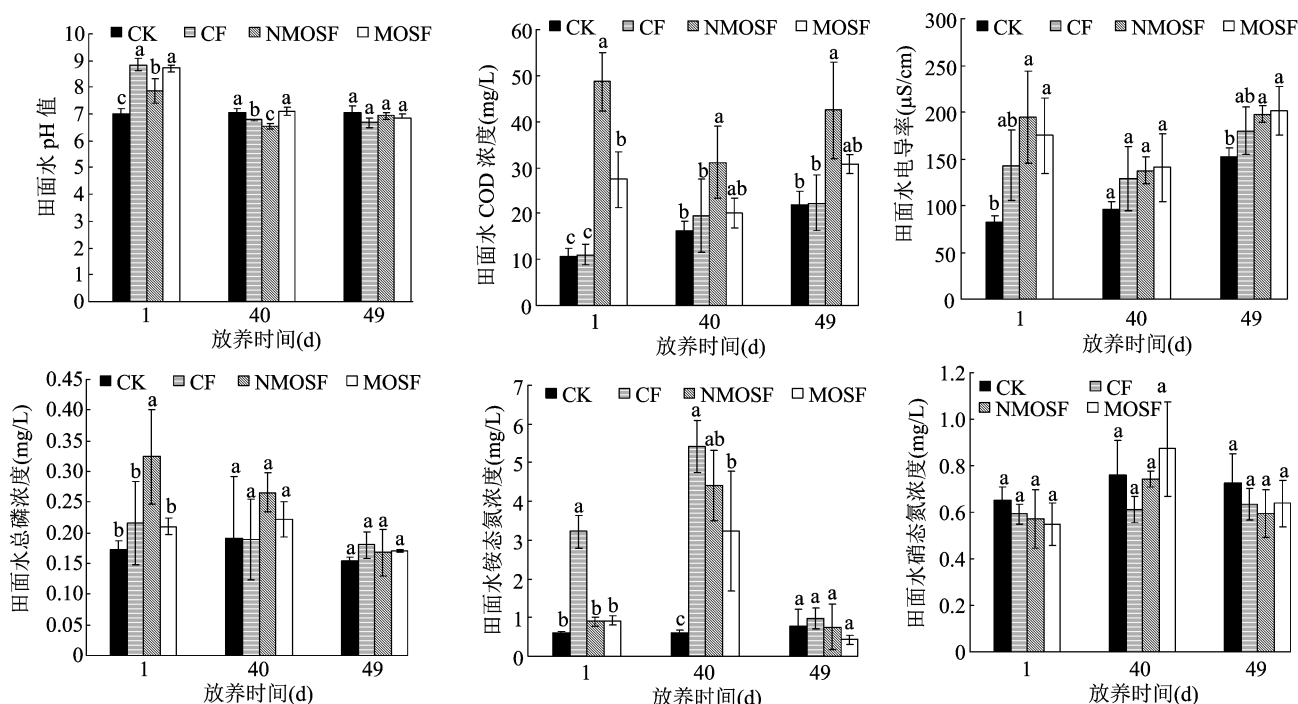 CK CF NMOSF MOSF
田面水 pH 值
10
9
8
7
6
5
4
3
2
1
0
c a b a
a b c a
a a a a
1 40 49
放养时间(d)
CK CF NMOSF MOSF
田面水 COD 浓度(mg/L)
60
50
40
30
20
10
0
c c a b
b b a ab
b b a ab
1 40 49
放养时间(d)
CK CF NMOSF MOSF
田面水电导率(μS/cm)
300
250
200
150
100
50
0
b ab a a
a a a a
b ab a a
1 40 49
放养时间(d)
CK CF NMOSF MOSF
田面水总磷浓度(mg/L)
0.45
0.40
0.35
0.30
0.25
0.20
0.15
0.10
0.05
0.00
b b a b
a a a a
a a a a
1 40 49
放养时间(d)
CK CF NMOSF MOSF
田面水铵态氮浓度(mg/L)
7
6
5
4
3
2
1
0
b a b b
c a ab b
a a a a
1 40 49
放养时间(d)
CK CF
NMOSF MOSF
田面水硝态氮浓度(mg/L)
1.2
1.0
0.8
0.6
0.4
0.2
0
a a a a
a a a a
a a a a
1 40 49
放养时间(d)